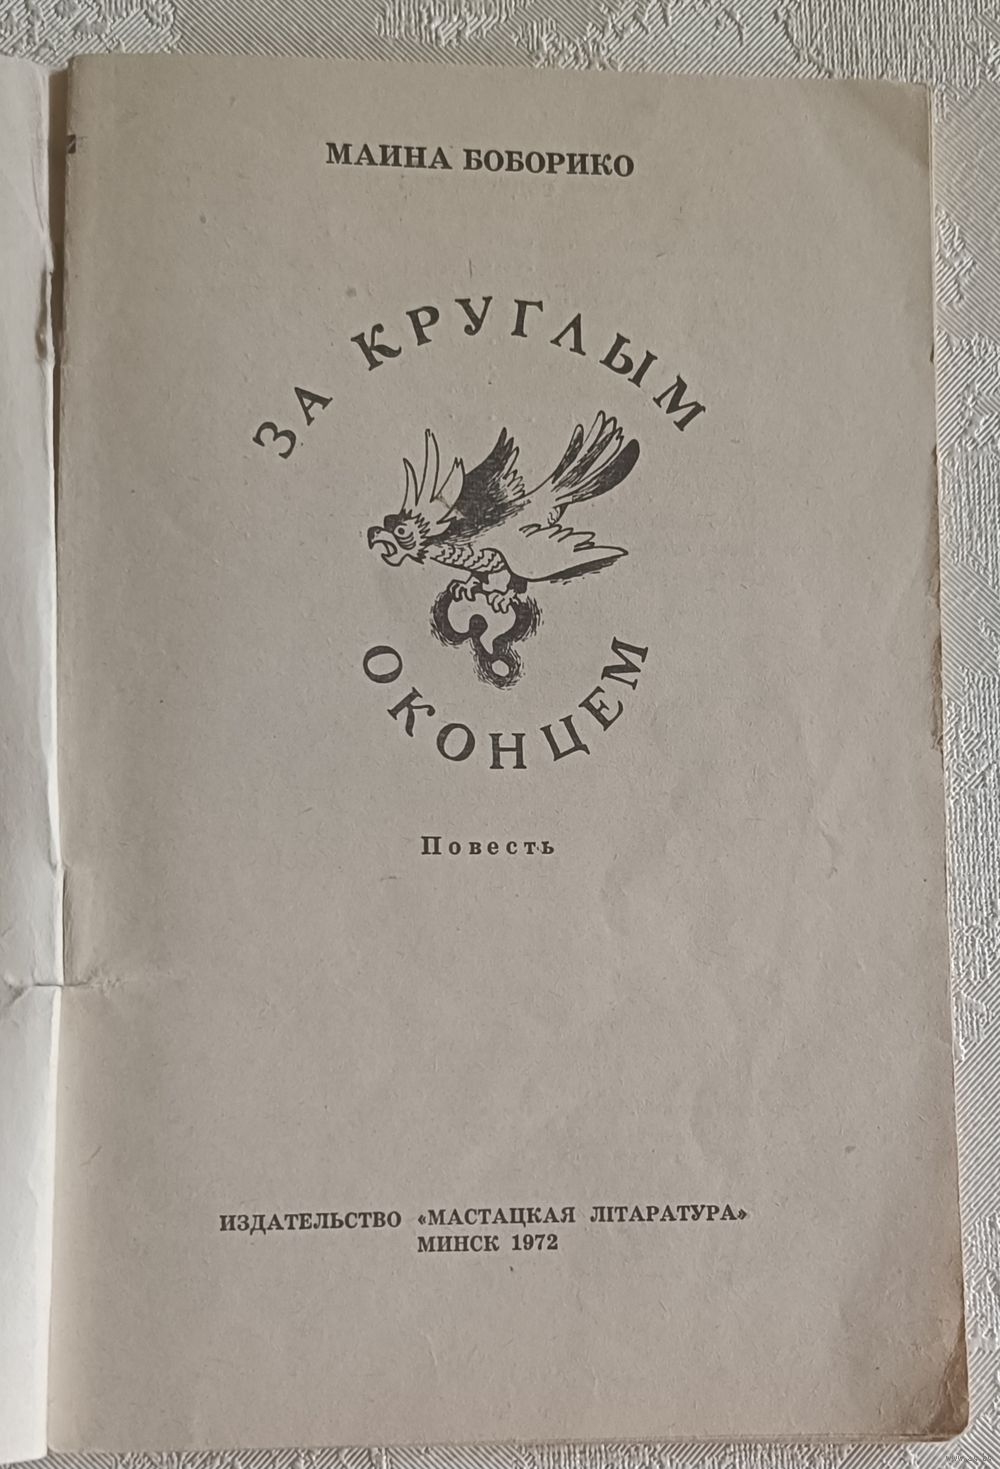 МАИНА БОБОРИКО
ЗА КРУГЛЫМ
ОКОНЦЕМ
Повесть
ИЗДАТЕЛЬСТВО «МАСТАЦКАЯ ЛІТАРАТУРА»
МИНСК 1972